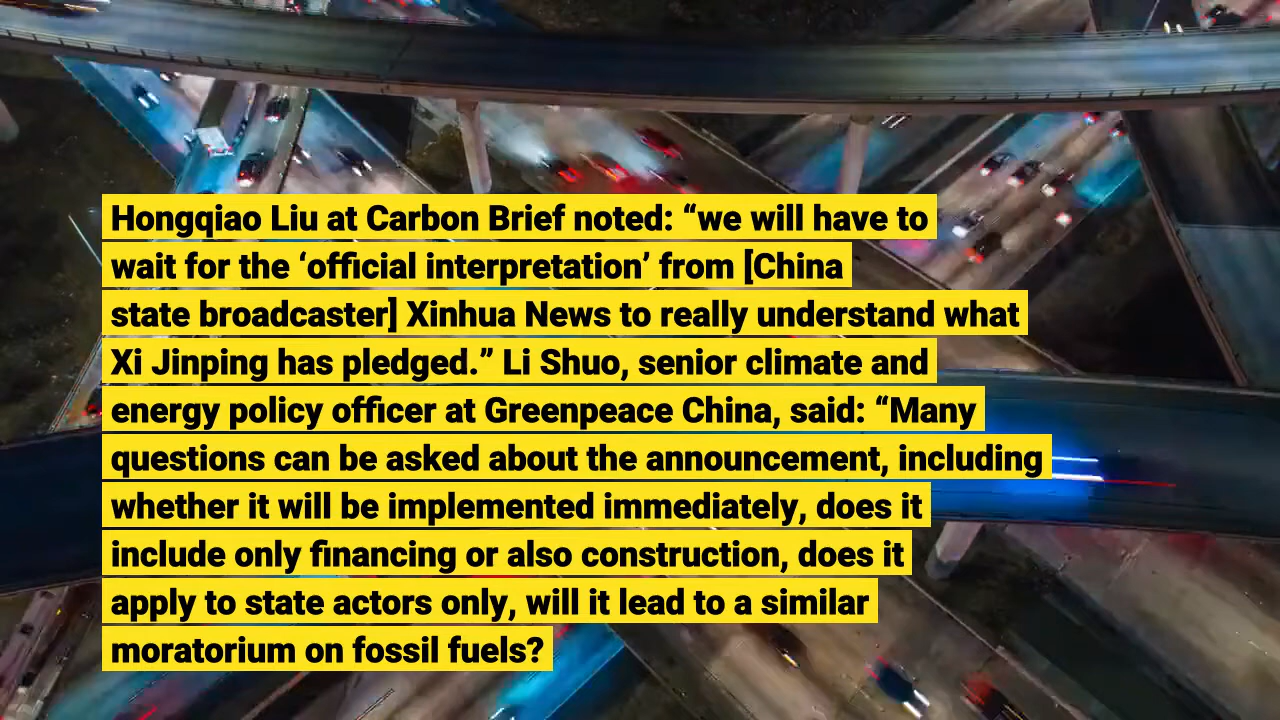 Hongqiao Liu at Carbon Brief noted: “we will have to
wait for the ‘official interpretation’ from [China
state broadcaster] Xinhua News to really understand what
Xi Jinping has pledged.” Li Shuo, senior climate and
energy policy officer at Greenpeace China, said: “Many
questions can be asked about the announcement, including
whether it will be implemented immediately, does it
include only financing or also construction, does it
apply to state actors only, will it lead to a similar
moratorium on fossil fuels?